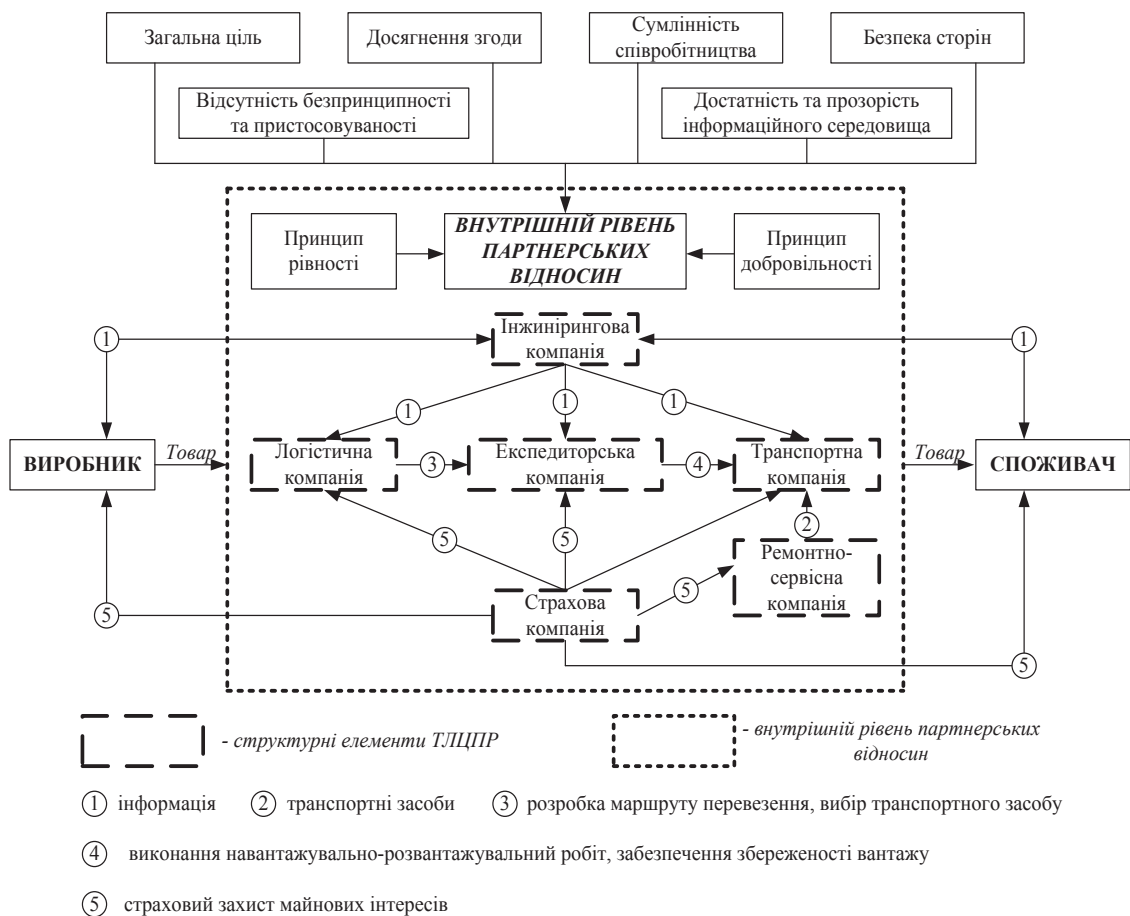 Загальна ціль
Досягнення згоди
Сумлінність
співробітництва
Безпека сторін
Відсутність безпринципності
та пристосовуваності
Достатність та прозорість
інформаційного середовища
Принцип
рівності
ВНУТРІШНІЙ РІВЕНЬ
ПАРТНЕРСЬКИХ
ВІДНОСИН
Принцип
добровільності
1
Інжинірингова
компанія
1
1
1
1
ВИРОБНИК
Товар
Логістична
компанія
3
Експедиторська
компанія
4
Транспортна
компанія
Товар
СПОЖИВАЧ
5
5
2
Ремонтно-
сервісна
компанія
5
5
Страхова
компанія
5
- структурні елементи ТЛЦПР
- внутрішній рівень партнерських
відносин
1 інформація
2 транспортні засоби
3 розробка маршруту перевезення, вибір транспортного засобу
4 виконання навантажувально-розвантажувальний робіт, забезпечення збереженості вантажу
5 страховий захист майнових інтересів